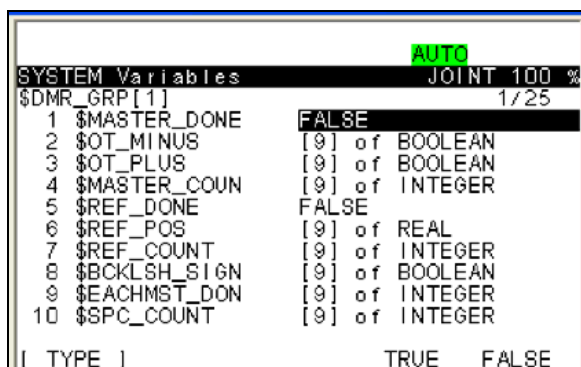 AUTO
SYSTEM Variables JOINT 100 %
$DMR_GRP[1] 1/25
1 $MASTER_DONE FALSE
2 $OT_MINUS [9] of BOOLEAN
3 $OT_PLUS [9] of BOOLEAN
4 $MASTER_COUN [9] of INTEGER
5 $REF_DONE FALSE
6 $REF_POS [9] of REAL
7 $REF_COUNT [9] of INTEGER
8 $BCKLSH_SIGN [9] of BOOLEAN
9 $EACHMST_DON [9] of INTEGER
10 $SPC_COUNT [9] of INTEGER
[ TYPE ] TRUE FALSE